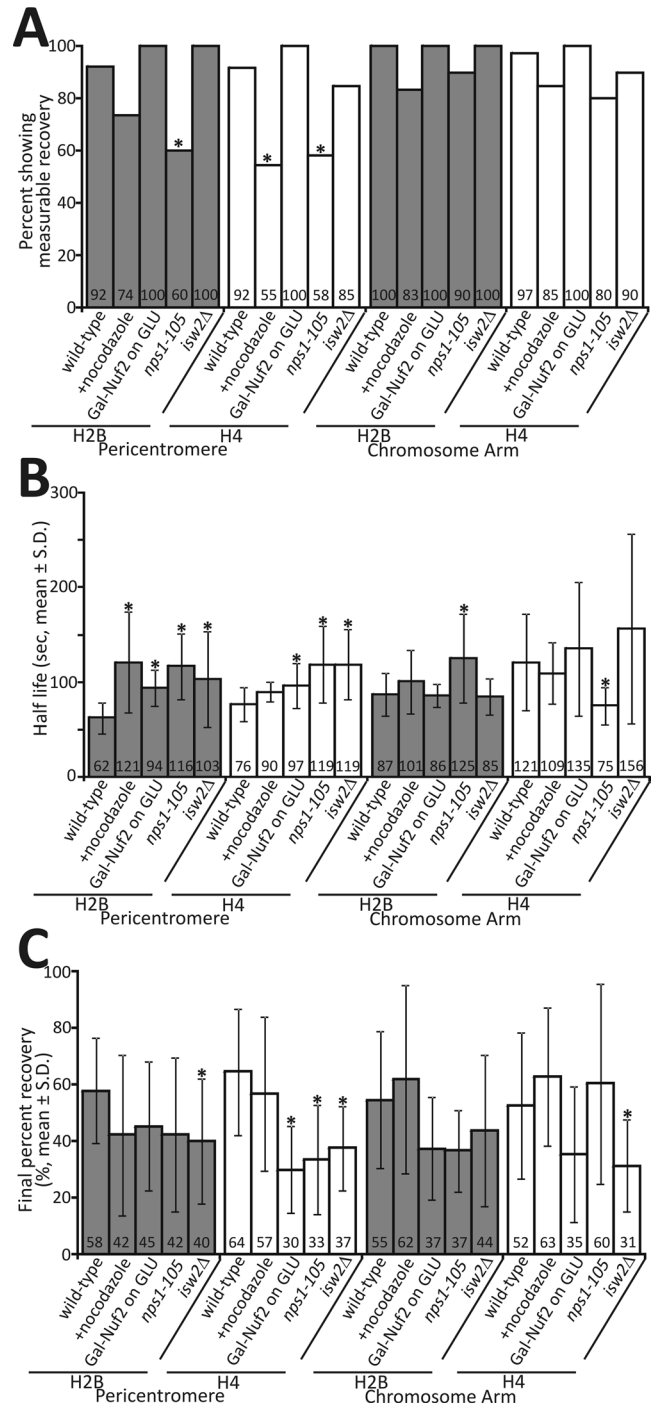 A
Percent showing
measurable recovery
100
80
60
40
20
0
* * *
92 74 100 60 100 92 55 100 58 85 100 83 100 90 100 97 85 100 80 90
wild-type +nocodazole Gal-Nuf2 on GLU nps1-105 isw2Δ wild-type +nocodazole Gal-Nuf2 on GLU nps1-105 isw2Δ wild-type +nocodazole Gal-Nuf2 on GLU nps1-105 isw2Δ wild-type +nocodazole Gal-Nuf2 on GLU nps1-105 isw2Δ
H2B H4 H2B H4
Pericentromere Chromosome Arm
B
Half life (sec, mean ± S.D.)
300
200
100
0
* * * * * * * * *
62 121 94 116 103 76 90 97 119 119 87 101 86 125 85 121 109 135 75 156
wild-type +nocodazole Gal-Nuf2 on GLU nps1-105 isw2Δ wild-type +nocodazole Gal-Nuf2 on GLU nps1-105 isw2Δ wild-type +nocodazole Gal-Nuf2 on GLU nps1-105 isw2Δ wild-type +nocodazole Gal-Nuf2 on GLU nps1-105 isw2Δ
H2B H4 H2B H4
Pericentromere Chromosome Arm
C
Final percent recovery
(%, mean ± S.D.)
100
80
60
40
20
0
* * * * *
58 42 45 42 40 64 57 30 33 37 55 62 37 37 44 52 63 35 60 31
wild-type +nocodazole Gal-Nuf2 on GLU nps1-105 isw2Δ wild-type +nocodazole Gal-Nuf2 on GLU nps1-105 isw2Δ wild-type +nocodazole Gal-Nuf2 on GLU nps1-105 isw2Δ wild-type +nocodazole Gal-Nuf2 on GLU nps1-105 isw2Δ
H2B H4 H2B H4
Pericentromere Chromosome Arm